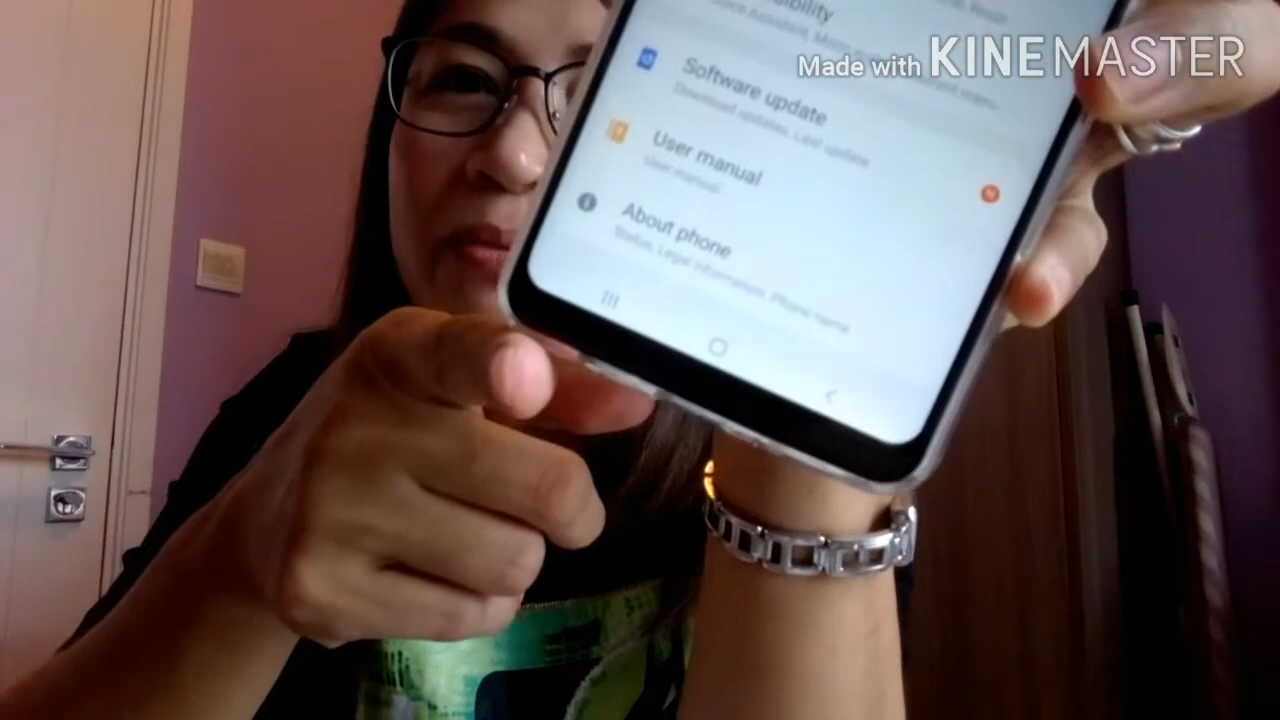 Made with KINEMASTER
Software update
Download updates, Last update
User manual
User manual
About phone
Status, Legal information, Phone name
N